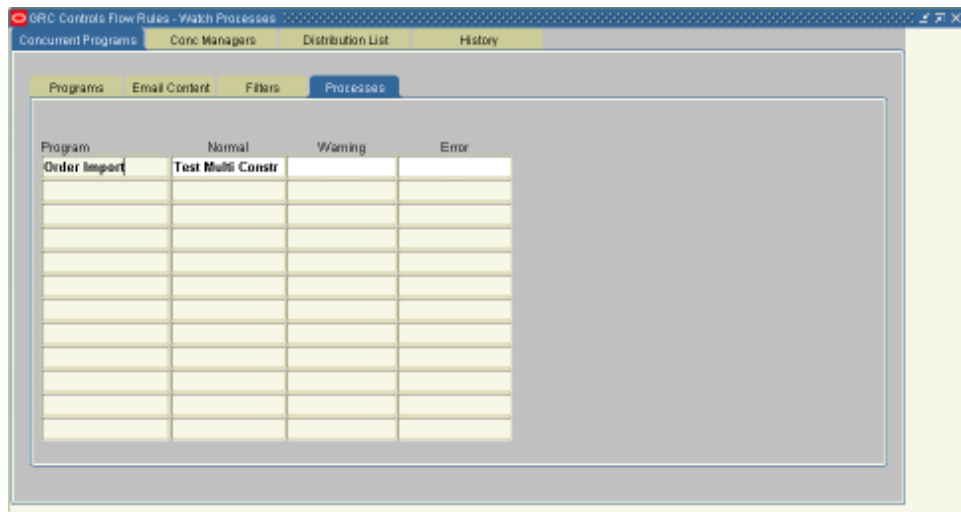 GRC Controls Flow Rules - Watch Processes
Concurrent Programs Conc Managers Distribution List History
Programs Email Content Filters Processes
Program Normal Warning Error
Order Import Test Multi Constr